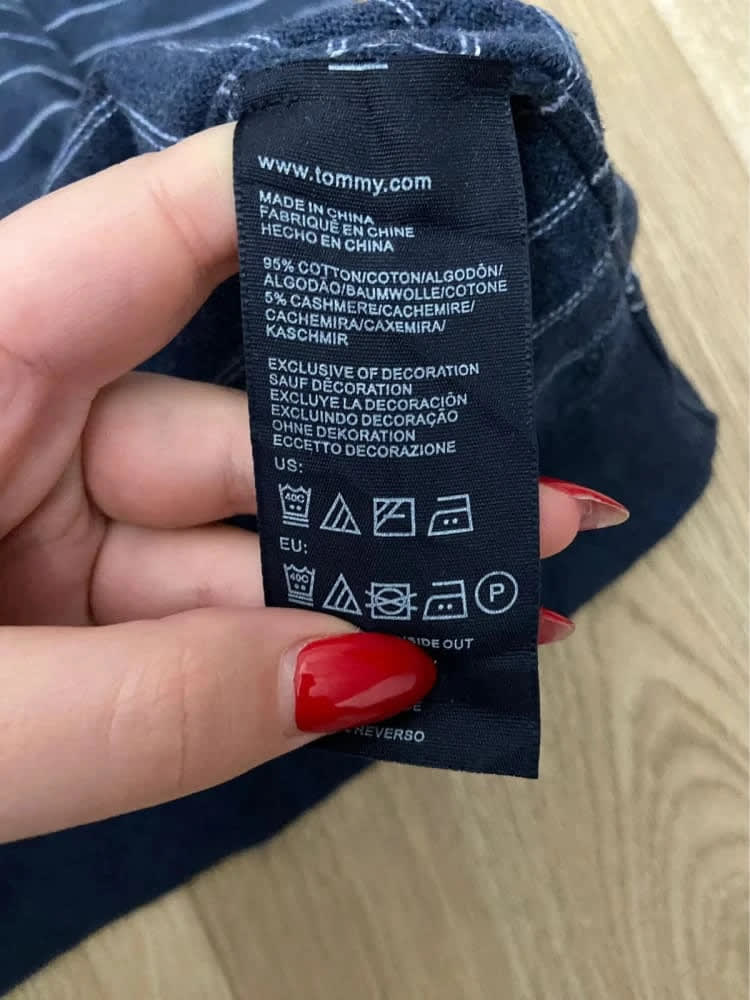 www.tommy.com
MADE IN CHINA
FABRIQUÉ EN CHINE
HECHO EN CHINA
95% COTTON/COTON/ALGODÓN/
ALGODÃO/BAUMWOLLE/COTONE
5% CASHMERE/CACHEMIRE/
CACHEMIRA/CAXEMIRA/
KASCHMIR
EXCLUSIVE OF DECORATION
SAUF DÉCORATION
EXCLUYE LA DECORACIÓN
EXCLUINDO DECORAÇÃO
OHNE DEKORATION
ECCETTO DECORAZIONE
US:
40C
EU:
40C
P
OUT
REVERSO